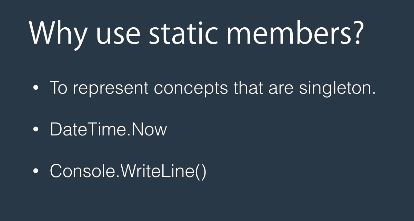 Why use static members?
• To represent concepts that are singleton.
• DateTime.Now
• Console.WriteLine()